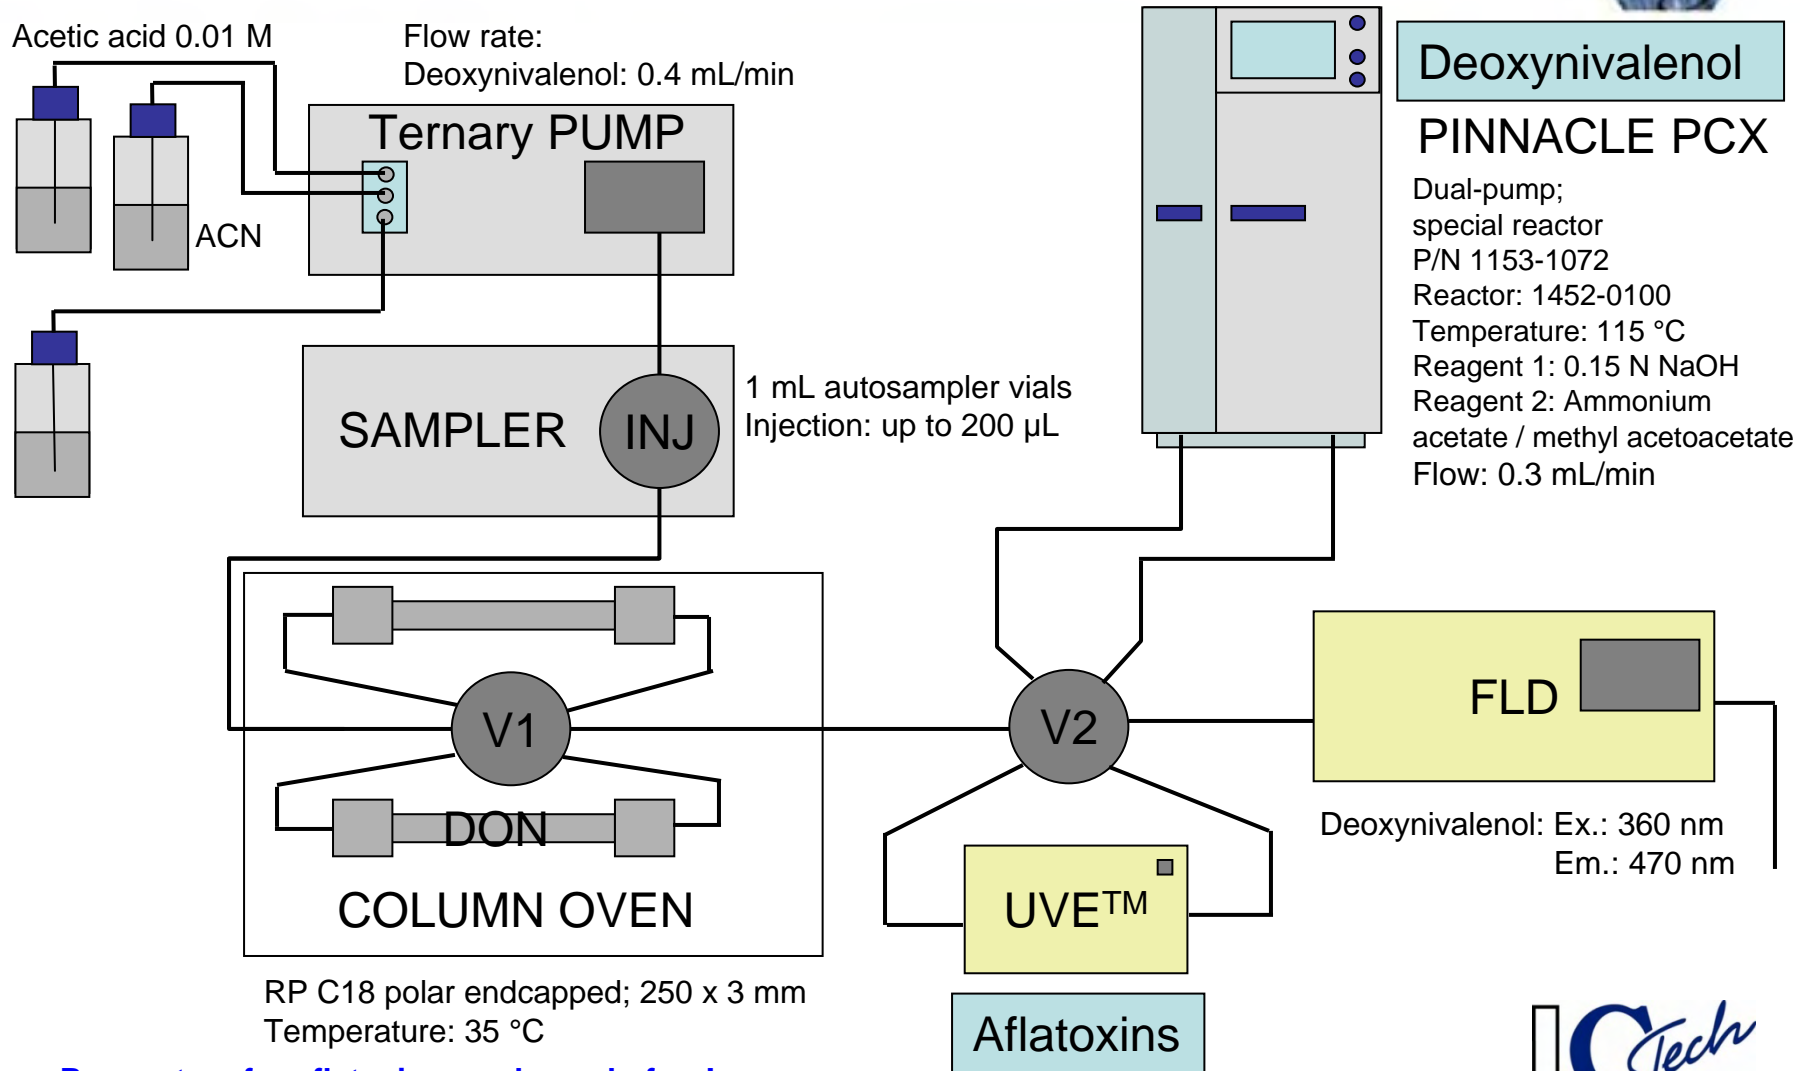 Acetic acid 0.01 M
Flow rate:
Deoxynivalenol: 0.4 mL/min
Ternary PUMP
ACN
Deoxynivalenol
PINNACLE PCX
Dual-pump;
special reactor
P/N 1153-1072
Reactor: 1452-0100
Temperature: 115 °C
Reagent 1: 0.15 N NaOH
Reagent 2: Ammonium
acetate / methyl acetoacetate
Flow: 0.3 mL/min
SAMPLER
INJ
1 mL autosampler vials
Injection: up to 200 µL
V1
DON
COLUMN OVEN
RP C18 polar endcapped; 250 x 3 mm
Temperature: 35 °C
V2
FLD
Deoxynivalenol: Ex.: 360 nm
Em.: 470 nm
UVE™
Aflatoxins
LCTech